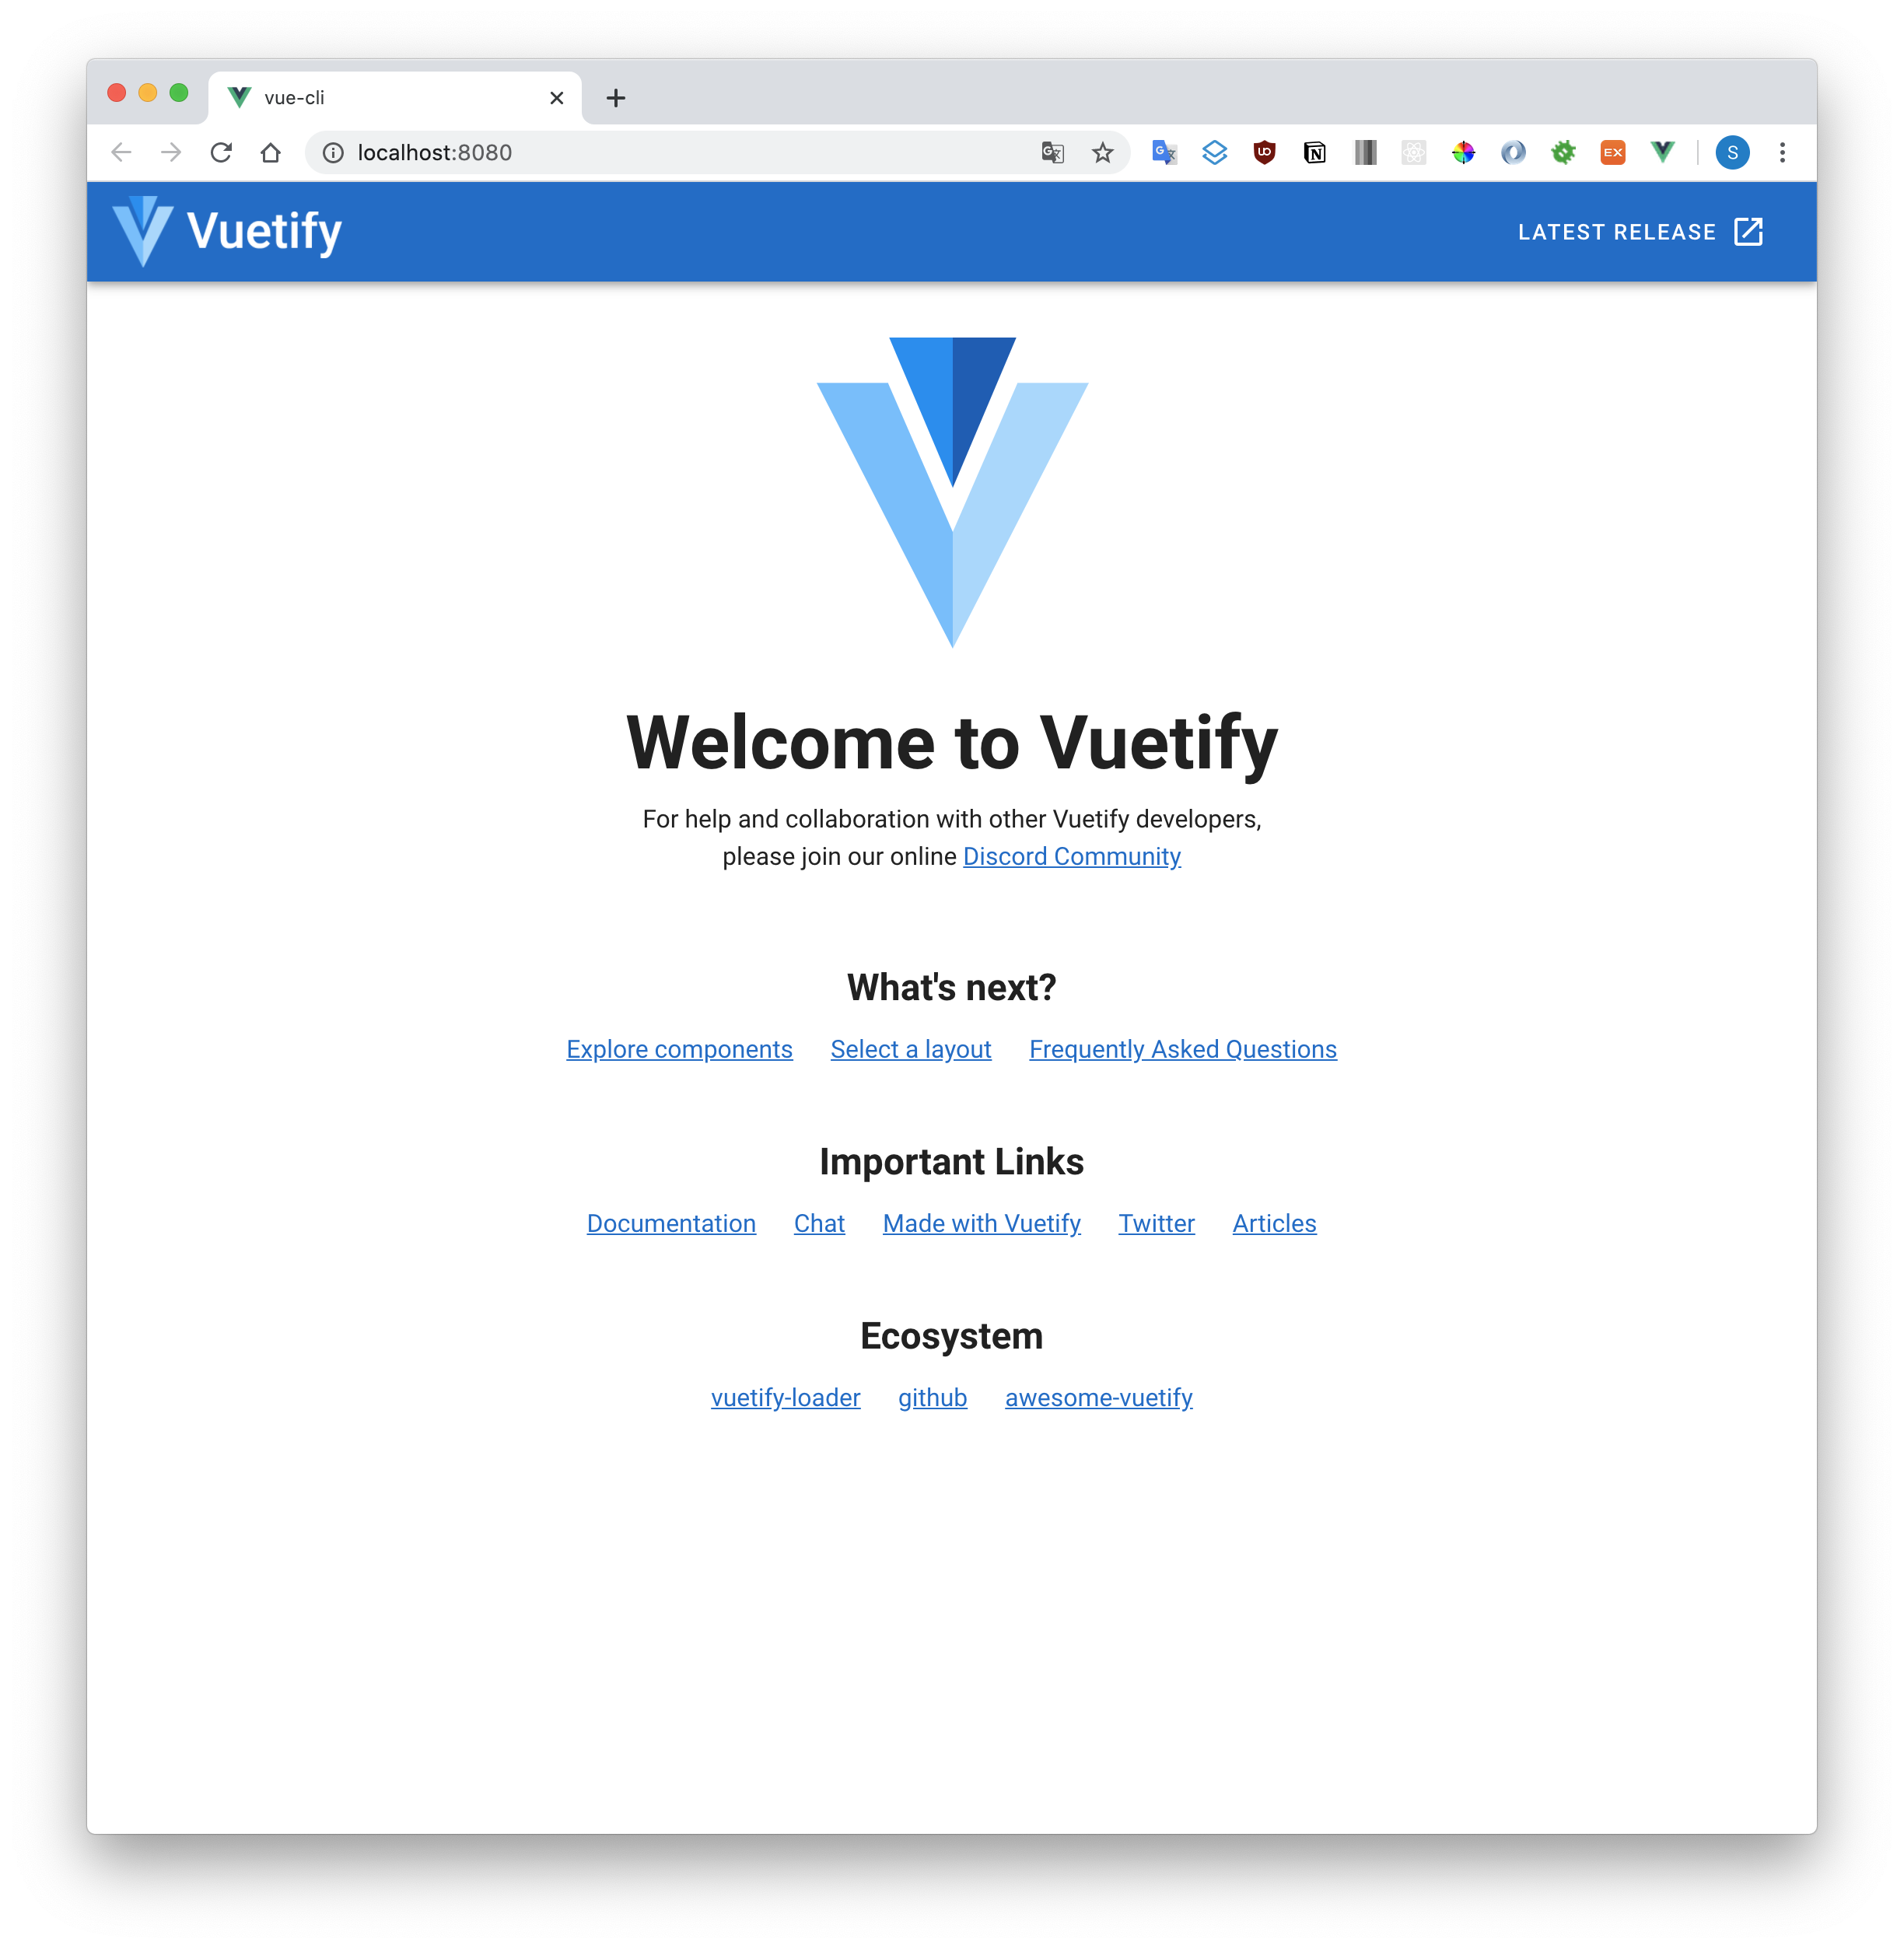 vue-cli
localhost:8080
S
EX
Vuetify
LATEST RELEASE
Welcome to Vuetify
For help and collaboration with other Vuetify developers,
please join our online Discord Community
What's next?
Explore components Select a layout Frequently Asked Questions
Important Links
Documentation Chat Made with Vuetify Twitter Articles
Ecosystem
vuetify-loader github awesome-vuetify